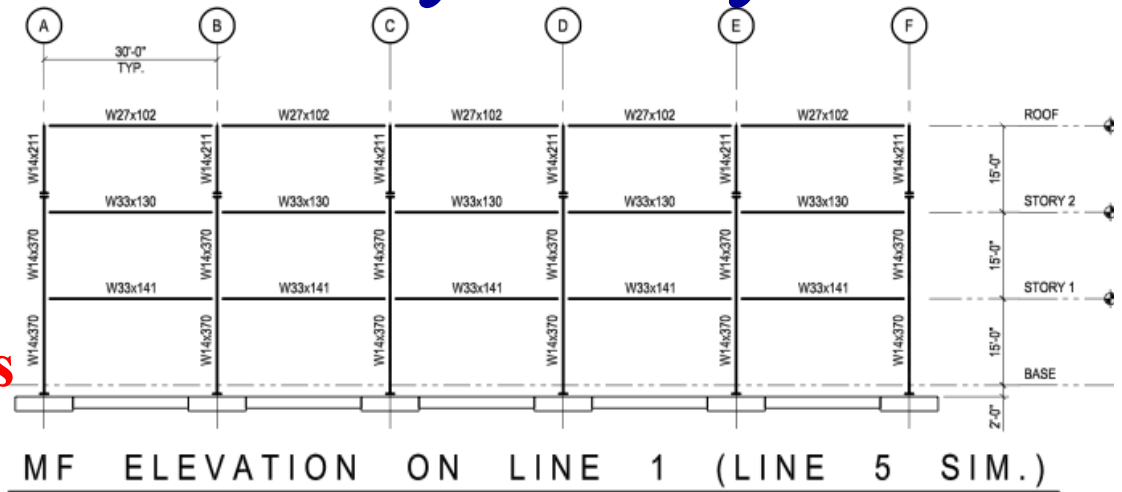 A B C D E F
30'-0"
TYP.
W27x102 W27x102 W27x102 W27x102 W27x102 ROOF
W14x211 W14x211 W14x211 W14x211 W14x211 W14x211 15'-0"
W33x130 W33x130 W33x130 W33x130 W33x130 STORY 2
W14x370 W14x370 W14x370 W14x370 W14x370 W14x370 15'-0"
W33x141 W33x141 W33x141 W33x141 W33x141 STORY 1
W14x370 W14x370 W14x370 W14x370 W14x370 W14x370 15'-0"
s
BASE
2'-0"
MF ELEVATION ON LINE 1 (LINE 5 SIM.)